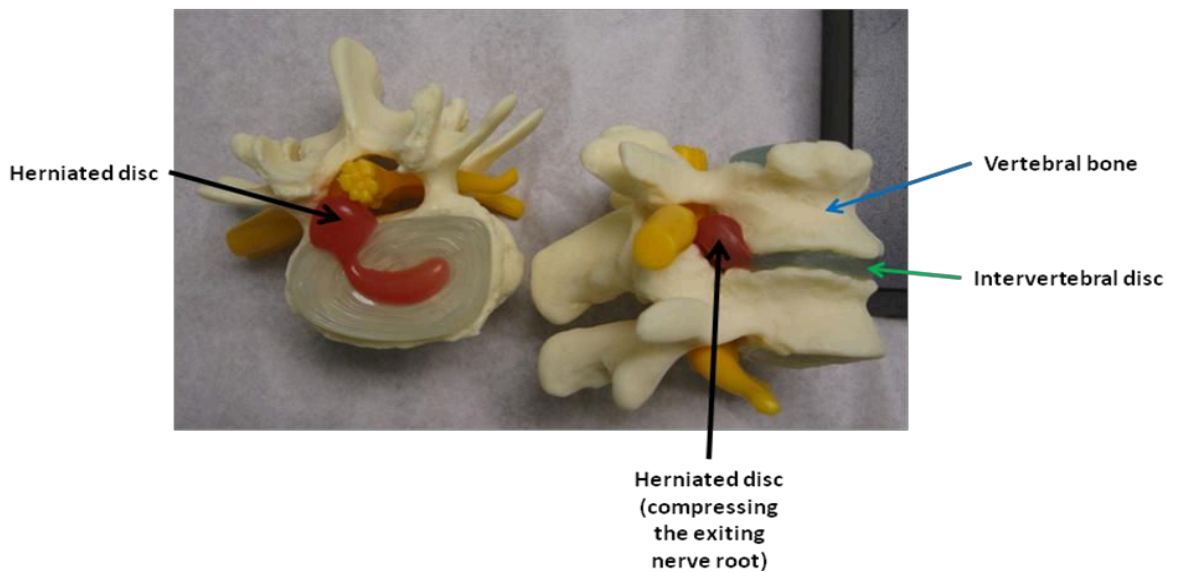 Herniated disc
Vertebral bone
Intervertebral disc
Herniated disc
(compressing
the exiting
nerve root)